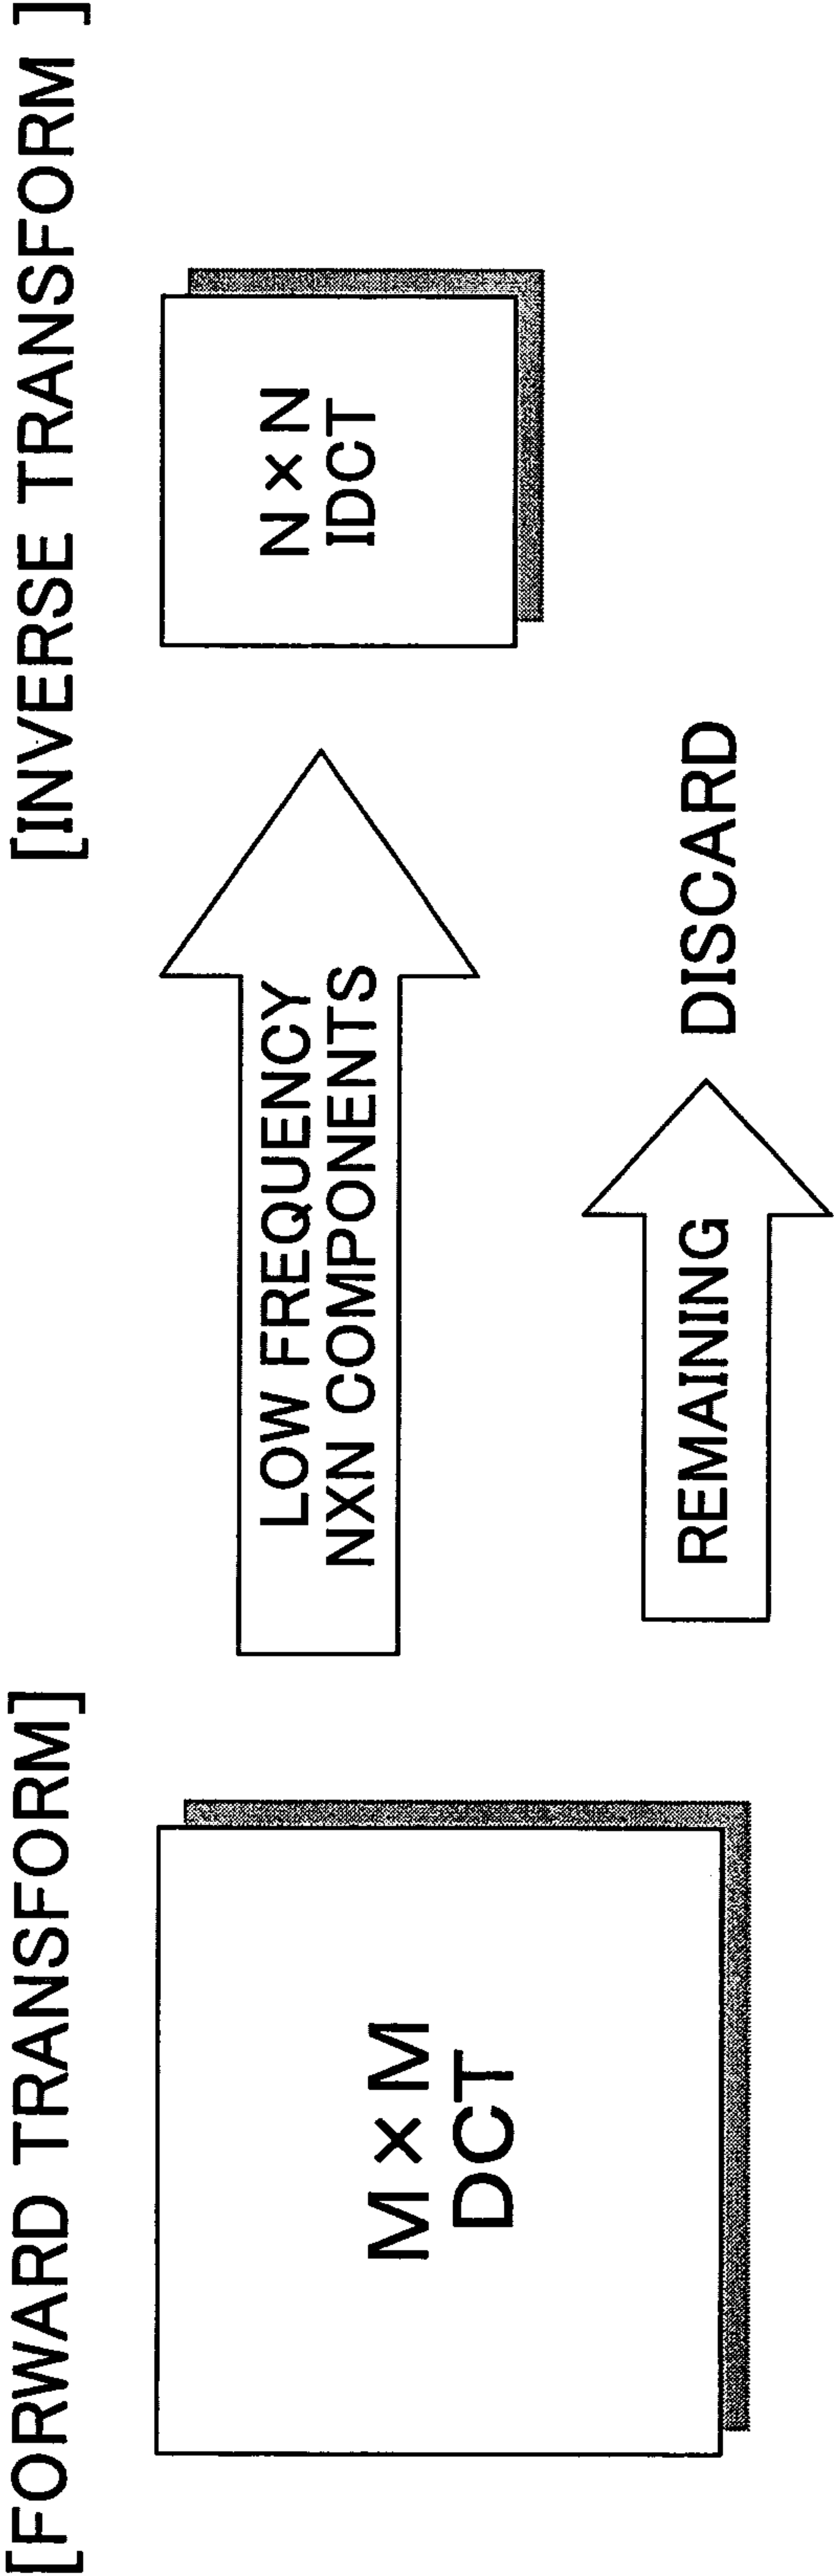 [FORWARD TRANSFORM]
M×M
DCT
LOW FREQUENCY
NXN COMPONENTS
REMAINING
DISCARD
[INVERSE TRANSFORM ]
N×N
IDCT